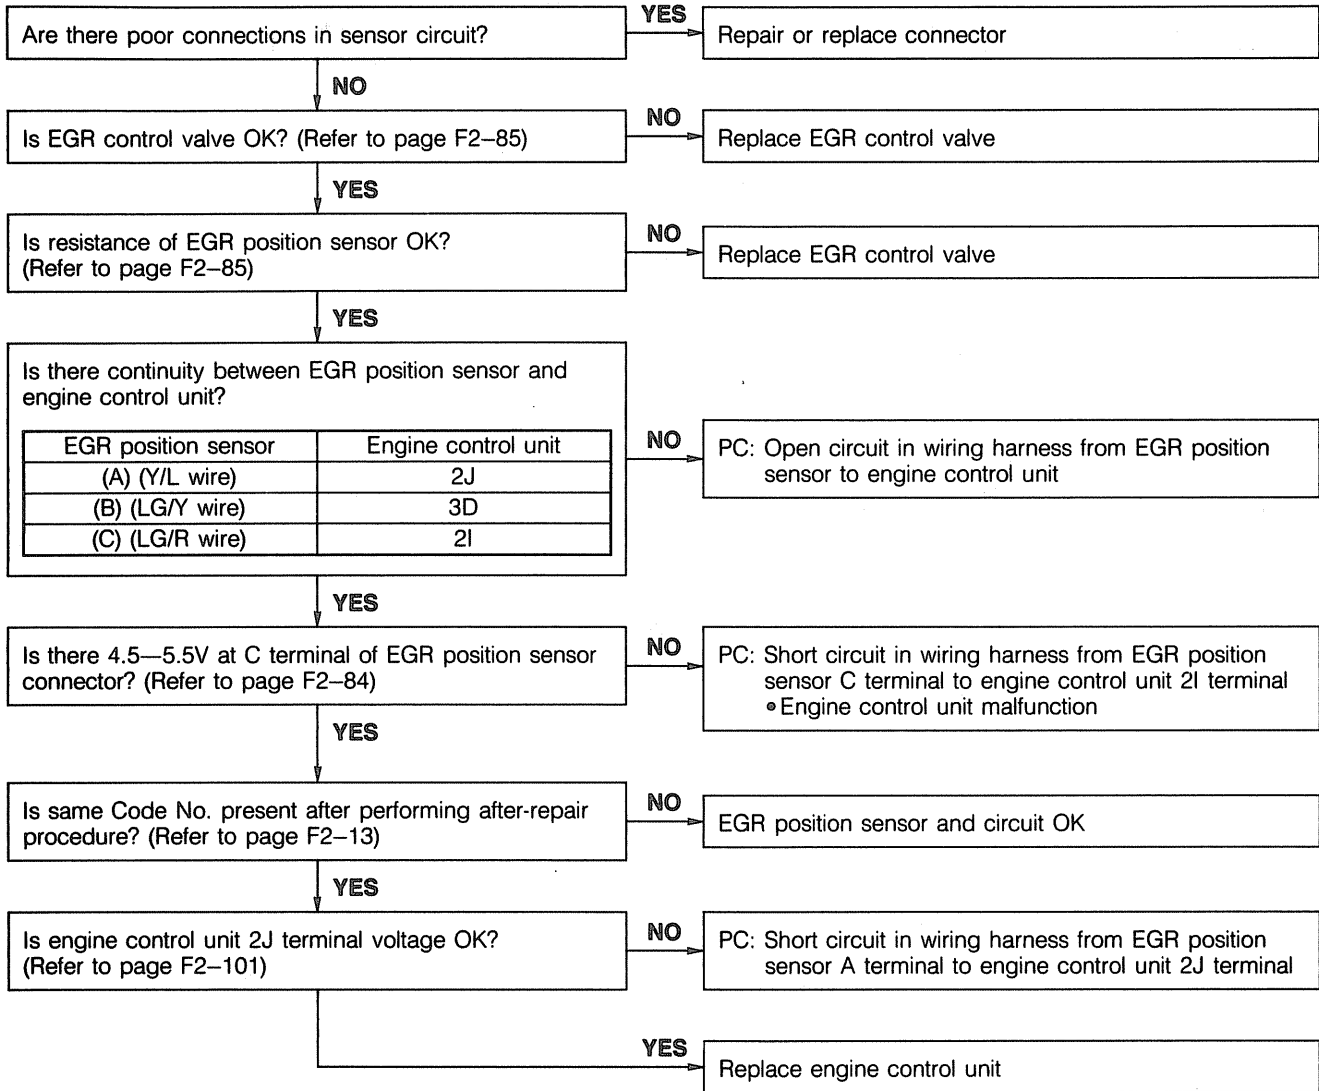 YES
Are there poor connections in sensor circuit?
Repair or replace connector
NO
Is EGR control valve OK? (Refer to page F2–85)
NO
Replace EGR control valve
YES
Is resistance of EGR position sensor OK?
(Refer to page F2–85)
NO
Replace EGR control valve
YES
Is there continuity between EGR position sensor and
engine control unit?
EGR position sensor
Engine control unit
(A) (Y/L wire)
2J
(B) (LG/Y wire)
3D
(C) (LG/R wire)
2I
NO
PC: Open circuit in wiring harness from EGR position
sensor to engine control unit
YES
Is there 4.5—5.5V at C terminal of EGR position sensor
connector? (Refer to page F2–84)
NO
PC: Short circuit in wiring harness from EGR position
sensor C terminal to engine control unit 2I terminal
• Engine control unit malfunction
YES
Is same Code No. present after performing after-repair
procedure? (Refer to page F2–13)
NO
EGR position sensor and circuit OK
YES
Is engine control unit 2J terminal voltage OK?
(Refer to page F2–101)
NO
PC: Short circuit in wiring harness from EGR position
sensor A terminal to engine control unit 2J terminal
YES
Replace engine control unit